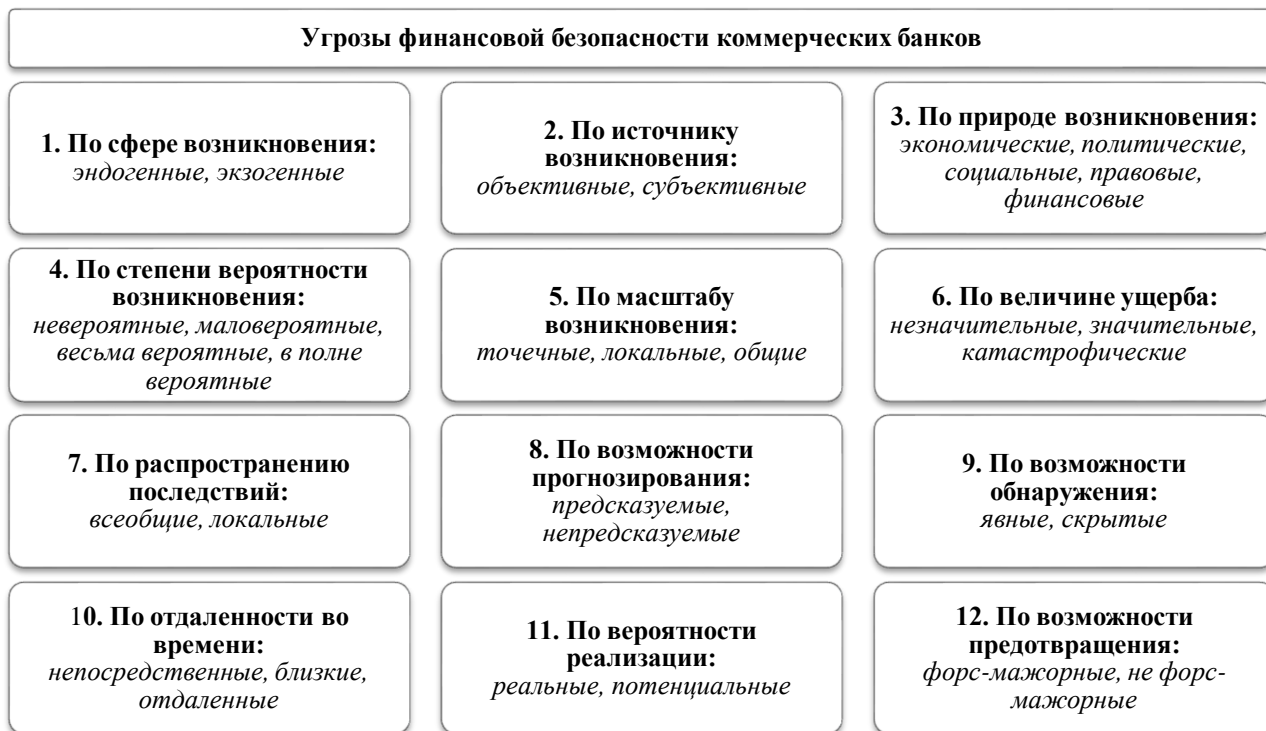 Угрозы финансовой безопасности коммерческих банков
1. По сфере возникновения:
эндогенные, экзогенные
2. По источнику
возникновения:
объективные, субъективные
3. По природе возникновения:
экономические, политические,
социальные, правовые,
финансовые
4. По степени вероятности
возникновения:
невероятные, маловероятные,
весьма вероятные, в полне
вероятные
5. По масштабу
возникновения:
точечные, локальные, общие
6. По величине ущерба:
незначительные, значительные,
катастрофические
7. По распространению
последствий:
всеобщие, локальные
8. По возможности
прогнозирования:
предсказуемые,
непредсказуемые
9. По возможности
обнаружения:
явные, скрытые
10. По отдаленности во
времени:
непосредственные, близкие,
отдаленные
11. По вероятности
реализации:
реальные, потенциальные
12. По возможности
предотвращения:
форс-мажорные, не форс-
мажорные